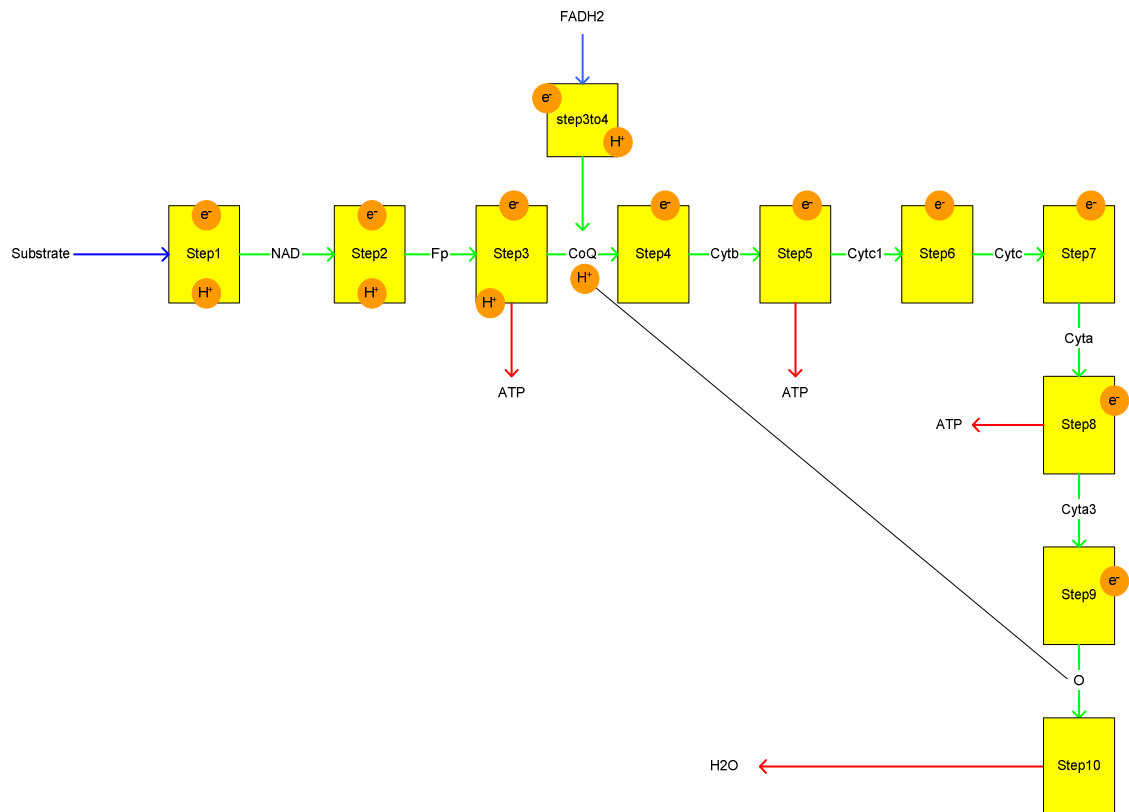 FADH2
e-
step3to4
H+
e- e- e- e- e- e- e-
Substrate Step1 NAD Step2 Fp Step3 CoQ Step4 Cytb Step5 Cytc1 Step6 Cytc Step7
H+ H+ H+ H+
Cyta
ATP ATP
e-
ATP Step8
Cyta3
e-
Step9
O
H2O Step10